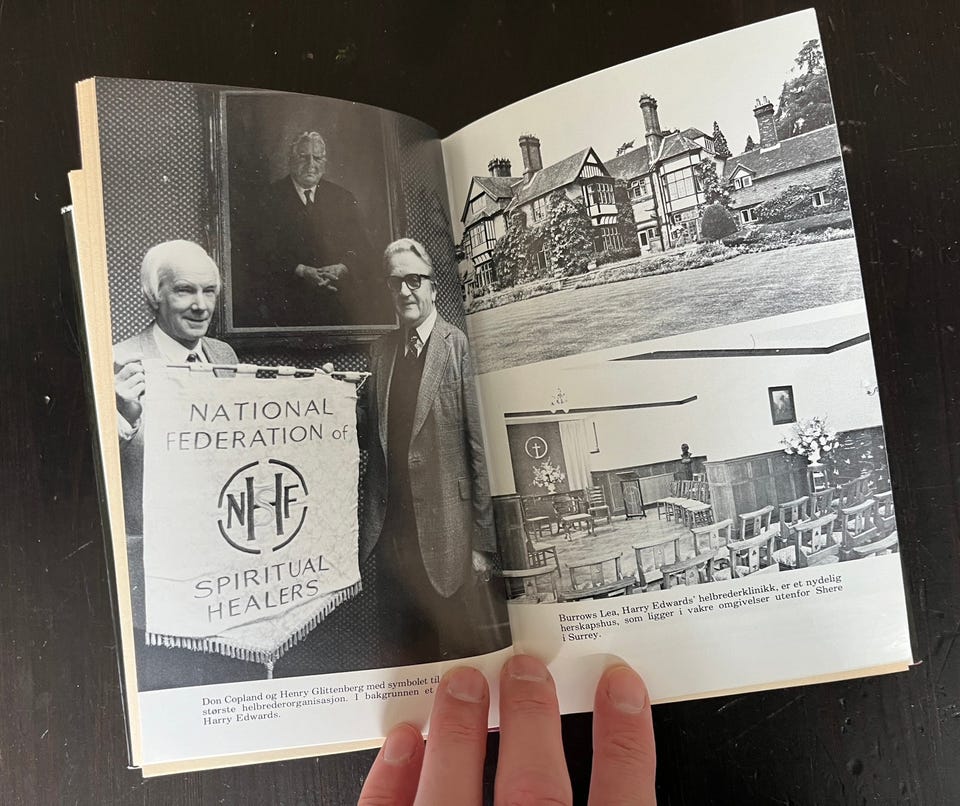 NATIONAL
FEDERATION of
NHF
S
SPIRITUAL
HEALERS
Don Copland og Henry Glittenberg med symbolet til
største helbrederorganisasjon. I bakgrunnen et
Harry Edwards.
Burrows Lea, Harry Edwards' helbrederklinikk, er et nydelig
herskapshus, som ligger i vakre omgivelser utenfor Shere
i Surrey.